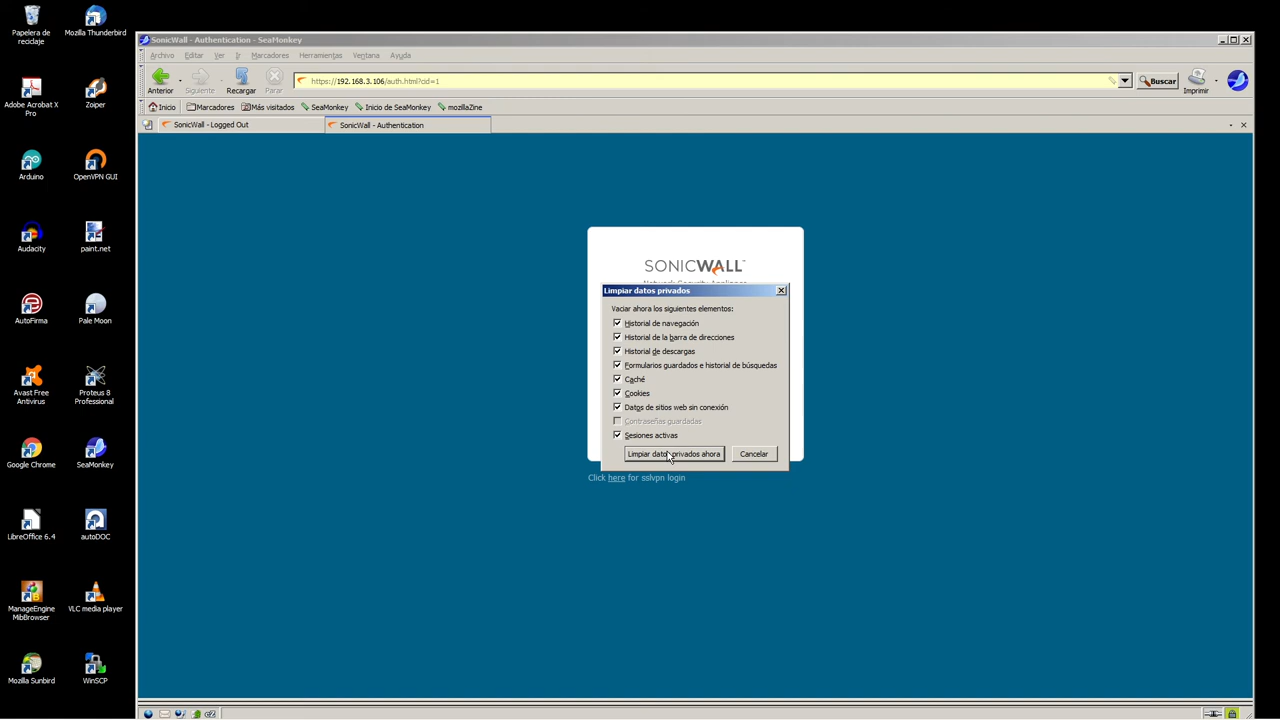 Papelera de
reciclaje
Mozilla Thunderbird
Adobe Acrobat X
Pro
Zoiper
Arduino
OpenVPN GUI
Audacity
paint.net
AutoFirma
Pale Moon
Avast Free
Antivirus
Proteus 8
Professional
Google Chrome
SeaMonkey
LibreOffice 6.4
autoDOC
ManageEngine
MibBrowser
VLC media player
Mozilla Sunbird
WinSCP
SonicWall - Authentication - SeaMonkey
Archivo Editar Ver Ir Marcadores Herramientas Ventana Ayuda
Anterior Siguiente Recargar Parar https://192.168.3.106/auth.html?cid=1 Buscar Imprimir
Inicio Marcadores Más visitados SeaMonkey Inicio de SeaMonkey mozillaZine
SonicWall - Logged Out SonicWall - Authentication
SONICWALL™
Limpiar datos privados
Vaciar ahora los siguientes elementos:
Historial de navegación
Historial de la barra de direcciones
Historial de descargas
Formularios guardados e historial de búsquedas
Caché
Cookies
Datos de sitios web sin conexión
Contraseñas guardadas
Sesiones activas
Limpiar datos privados ahora Cancelar
Click here for sslvpn login